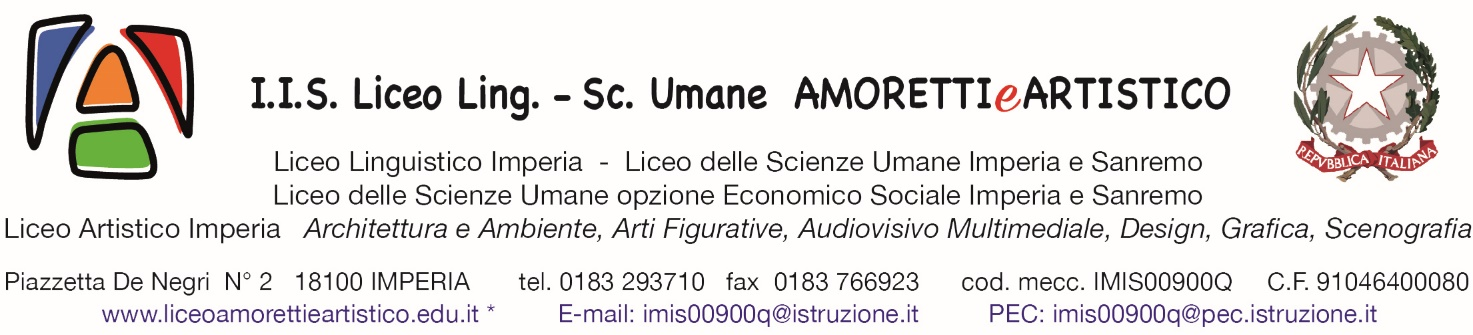 I.I.S. Liceo Ling. - Sc. Umane AMORETTIeARTISTICO
REPVBBLICA ITALIANA
Liceo Linguistico Imperia - Liceo delle Scienze Umane Imperia e Sanremo
Liceo delle Scienze Umane opzione Economico Sociale Imperia e Sanremo
Liceo Artistico Imperia Architettura e Ambiente, Arti Figurative, Audiovisivo Multimediale, Design, Grafica, Scenografia
Piazzetta De Negri N° 2 18100 IMPERIA tel. 0183 293710 fax 0183 766923 cod. mecc. IMIS00900Q C.F. 91046400080
www.liceoamorettieartistico.edu.it * E-mail: imis00900q@istruzione.it PEC: imis00900q@pec.istruzione.it